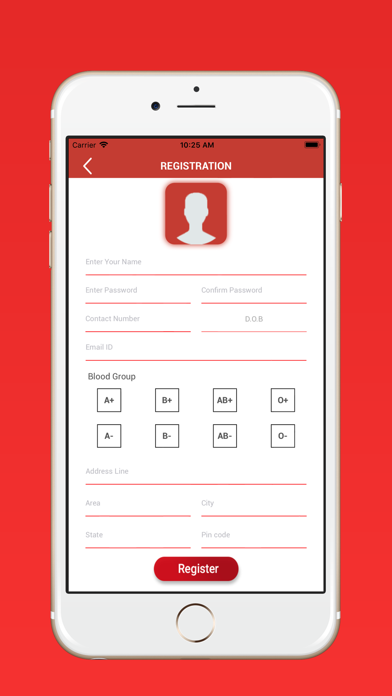 Carrier 10:25 AM
REGISTRATION
Enter Your Name
Enter Password Confirm Password
Contact Number D.O.B
Email ID
Blood Group
A+ B+ AB+ O+
A- B- AB- O-
Address Line
Area City
State Pin code
Register